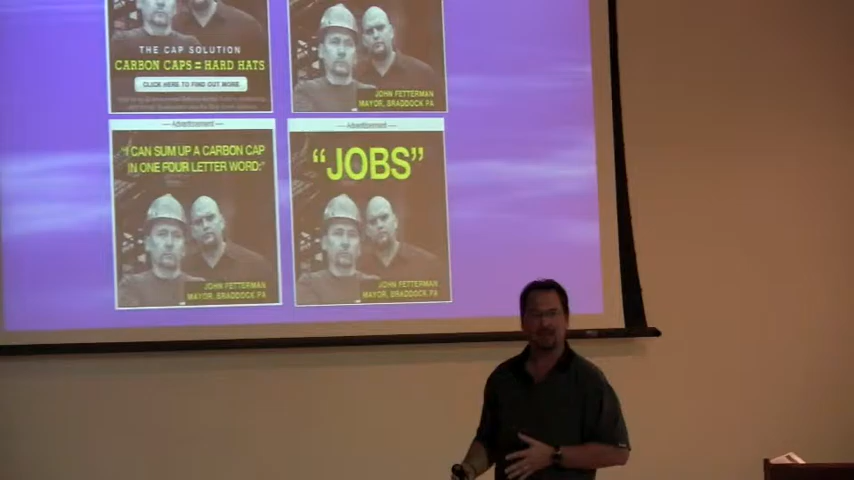 THE CAP SOLUTION
CARBON CAPS = HARD HATS
CLICK HERE TO FIND OUT MORE
JOHN FETTERMAN
MAYOR, BRADDOCK PA
Advertisement
"I CAN SUM UP A CARBON CAP
IN ONE FOUR LETTER WORD:"
JOHN FETTERMAN
MAYOR, BRADDOCK PA
Advertisement
"JOBS"
JOHN FETTERMAN
MAYOR, BRADDOCK PA